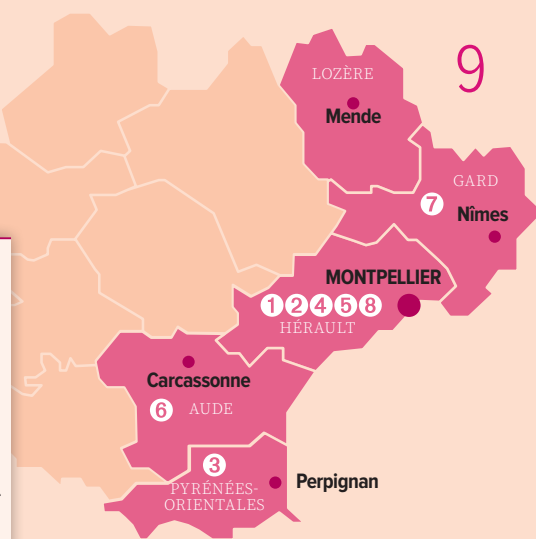 9
LOZÈRE
Mende
GARD
7
Nîmes
MONTPELLIER
1 2 4 5 8
HÉRAULT
Carcassonne
6 AUDE
3
PYRÉNÉES-
ORIENTALES
Perpignan